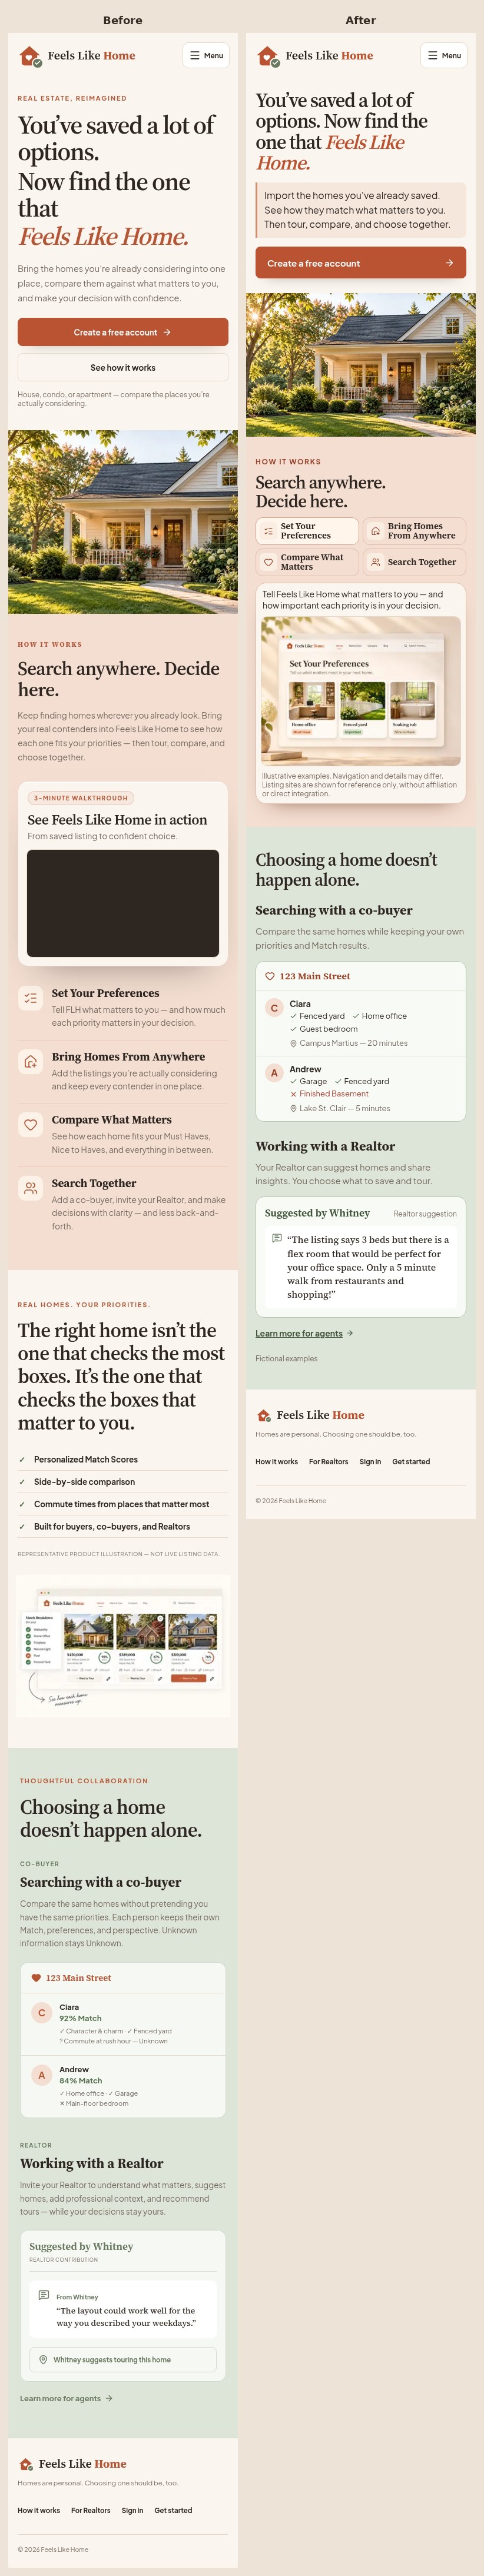 Before
Feels Like Home
Menu
REAL ESTATE, REIMAGINED
You've saved a lot of
options.
Now find the one
that
Feels Like Home.
Bring the homes you're already considering into one
place, compare them against what matters to you,
and make your decision with confidence.
Create a free account
See how it works
House, condo, or apartment — compare the places you're
actually considering.
HOW IT WORKS
Search anywhere. Decide
here.
Keep finding homes wherever you already look. Bring
your real contenders into Feels Like Home to see how
each one fits your priorities — then tour, compare, and
choose together.
3-MINUTE WALKTHROUGH
See Feels Like Home in action
From saved listing to confident choice.
Set Your Preferences
Tell FLH what matters to you — and how much
each priority matters in your decision.
Bring Homes From Anywhere
Add the listings you're actually considering
and keep every contender in one place.
Compare What Matters
See how each home fits your Must Haves,
Nice to Haves, and everything in between.
Search Together
Add a co-buyer, invite your Realtor, and make
decisions with clarity — and less back-and-
forth.
REAL HOMES. YOUR PRIORITIES.
The right home isn't the
one that checks the most
boxes. It's the one that
checks the boxes that
matter to you.
✓ Personalized Match Scores
✓ Side-by-side comparison
✓ Commute times from places that matter most
✓ Built for buyers, co-buyers, and Realtors
REPRESENTATIVE PRODUCT ILLUSTRATION — NOT LIVE LISTING DATA.
Feels Like Home
Match Breakdown
See how each home
measures up.
THOUGHTFUL COLLABORATION
Choosing a home
doesn't happen alone.
CO-BUYER
Searching with a co-buyer
Compare the same homes without pretending you
have the same priorities. Each person keeps their own
Match, preferences, and perspective. Unknown
information stays Unknown.
123 Main Street
C
Ciara
92% Match
✓ Character & charm · ✓ Fenced yard
? Commute at rush hour — Unknown
A
Andrew
84% Match
✓ Home office · ✓ Garage
✕ Main-floor bedroom
REALTOR
Working with a Realtor
Invite your Realtor to understand what matters, suggest
homes, add professional context, and recommend
tours — while your decisions stay yours.
Suggested by Whitney
REALTOR CONTRIBUTION
From Whitney
“The layout could work well for the
way you described your weekdays.”
Whitney suggests touring this home
Learn more for agents
Feels Like Home
Homes are personal. Choosing one should be, too.
How it works For Realtors Sign in Get started
© 2026 Feels Like Home
After
Feels Like Home
Menu
You've saved a lot of
options. Now find the
one that Feels Like
Home.
Import the homes you've already saved.
See how they match what matters to you.
Then tour, compare, and choose together.
Create a free account
HOW IT WORKS
Search anywhere.
Decide here.
Set Your
Preferences
Bring Homes
From Anywhere
Compare What
Matters
Search Together
Tell Feels Like Home what matters to you — and
how important each priority is in your decision.
Feels Like Home
Set Your Preferences
Home office
Fenced yard
Soaking tub
Illustrative examples. Navigation and details may differ.
Listing sites are shown for reference only, without affiliation
or direct integration.
Choosing a home doesn't
happen alone.
Searching with a co-buyer
Compare the same homes while keeping your own
priorities and Match results.
123 Main Street
C
Ciara
✓ Fenced yard ✓ Home office
✓ Guest bedroom
Campus Martius — 20 minutes
A
Andrew
✓ Garage ✓ Fenced yard
✕ Finished Basement
Lake St. Clair — 5 minutes
Working with a Realtor
Your Realtor can suggest homes and share
insights. You choose what to save and tour.
Suggested by Whitney
Realtor suggestion
“The listing says 3 beds but there is a
flex room that would be perfect for
your office space. Only a 5 minute
walk from restaurants and
shopping!”
Learn more for agents
Fictional examples
Feels Like Home
Homes are personal. Choosing one should be, too.
How it works For Realtors Sign in Get started
© 2026 Feels Like Home